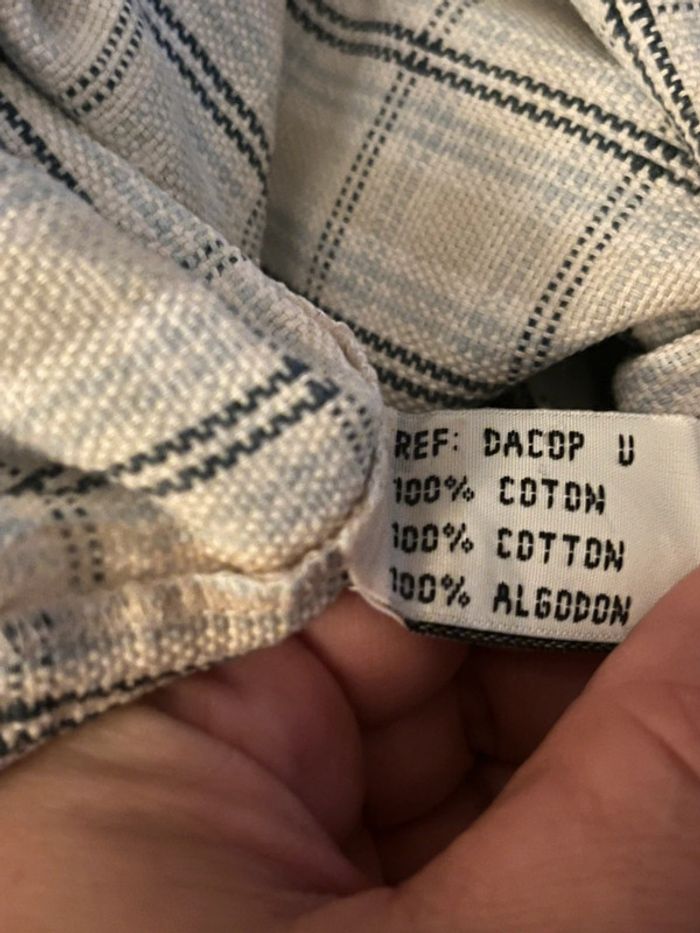 REF: DACOP U
100% COTON
100% COTTON
100% ALGODON